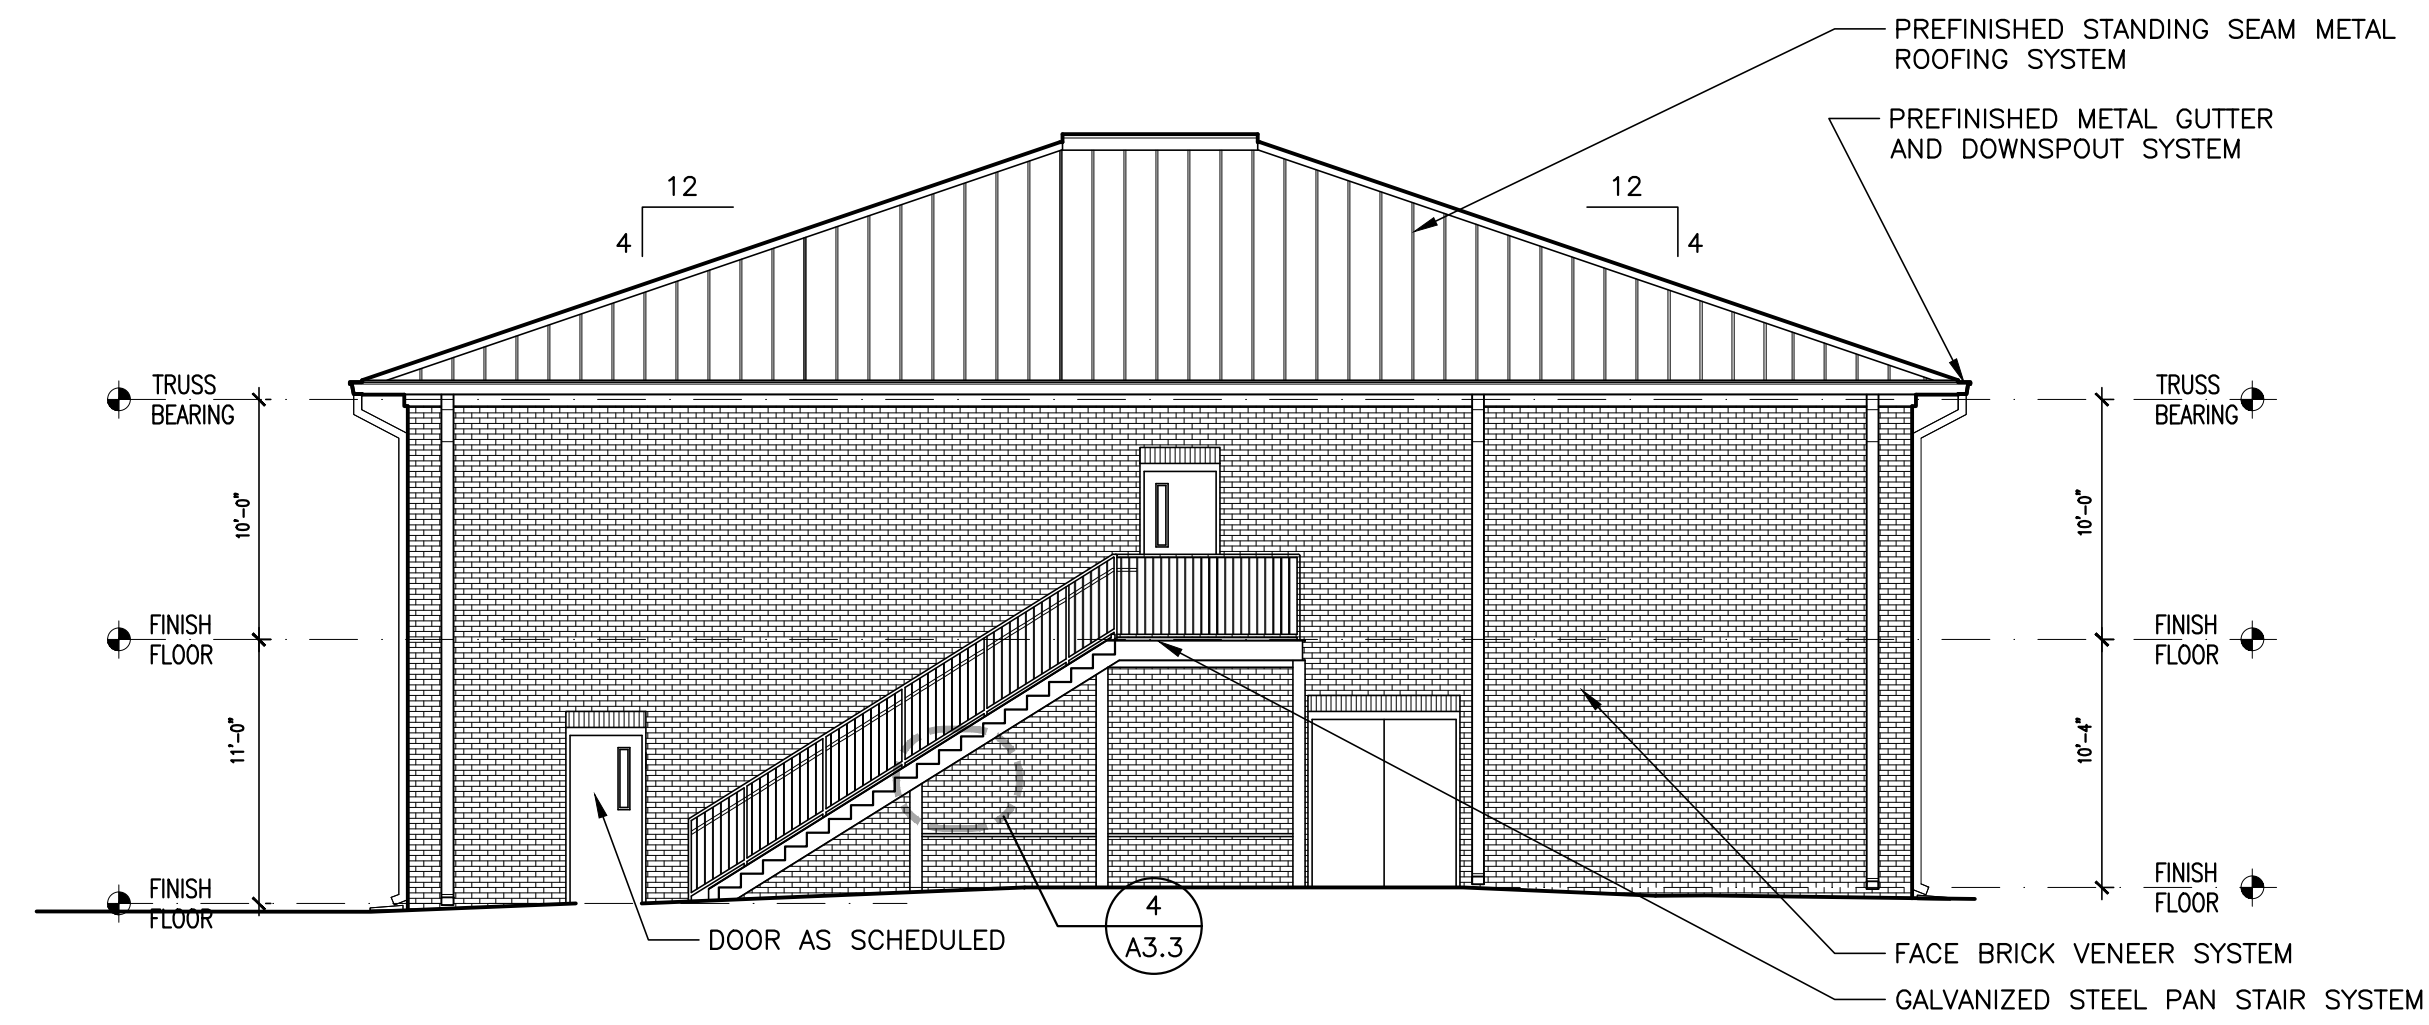 PREFINISHED STANDING SEAM METAL
ROOFING SYSTEM
PREFINISHED METAL GUTTER
AND DOWNSPOUT SYSTEM
12
4
12
4
TRUSS
BEARING
TRUSS
BEARING
10'-0"
10'-0"
FINISH
FLOOR
FINISH
FLOOR
11'-0"
10'-4"
FINISH
FLOOR
FINISH
FLOOR
4
A3.3
DOOR AS SCHEDULED
FACE BRICK VENEER SYSTEM
GALVANIZED STEEL PAN STAIR SYSTEM